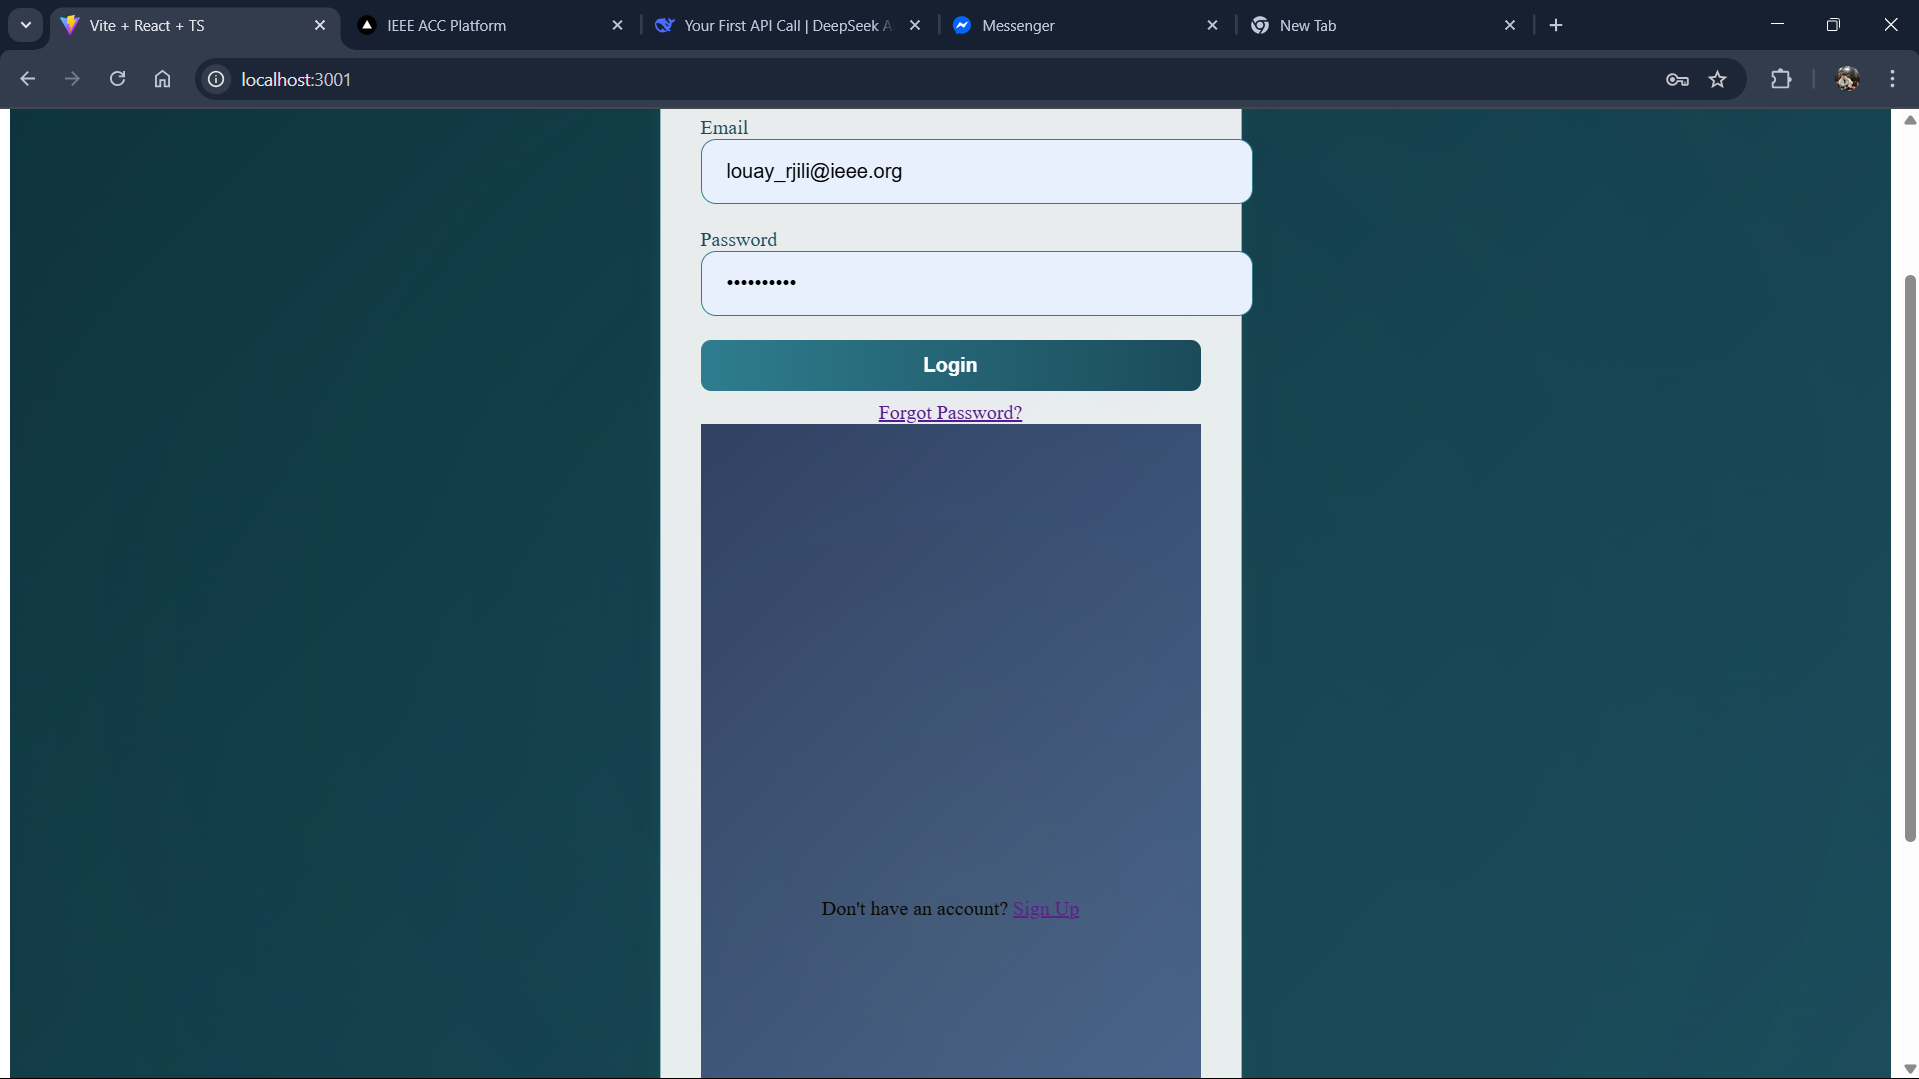 Vite + React + TS
IEEE ACC Platform
Your First API Call | DeepSeek A
Messenger
New Tab
localhost:3001
Email
louay_rjili@ieee.org
Password
••••••••••
Login
Forgot Password?
Don't have an account? Sign Up